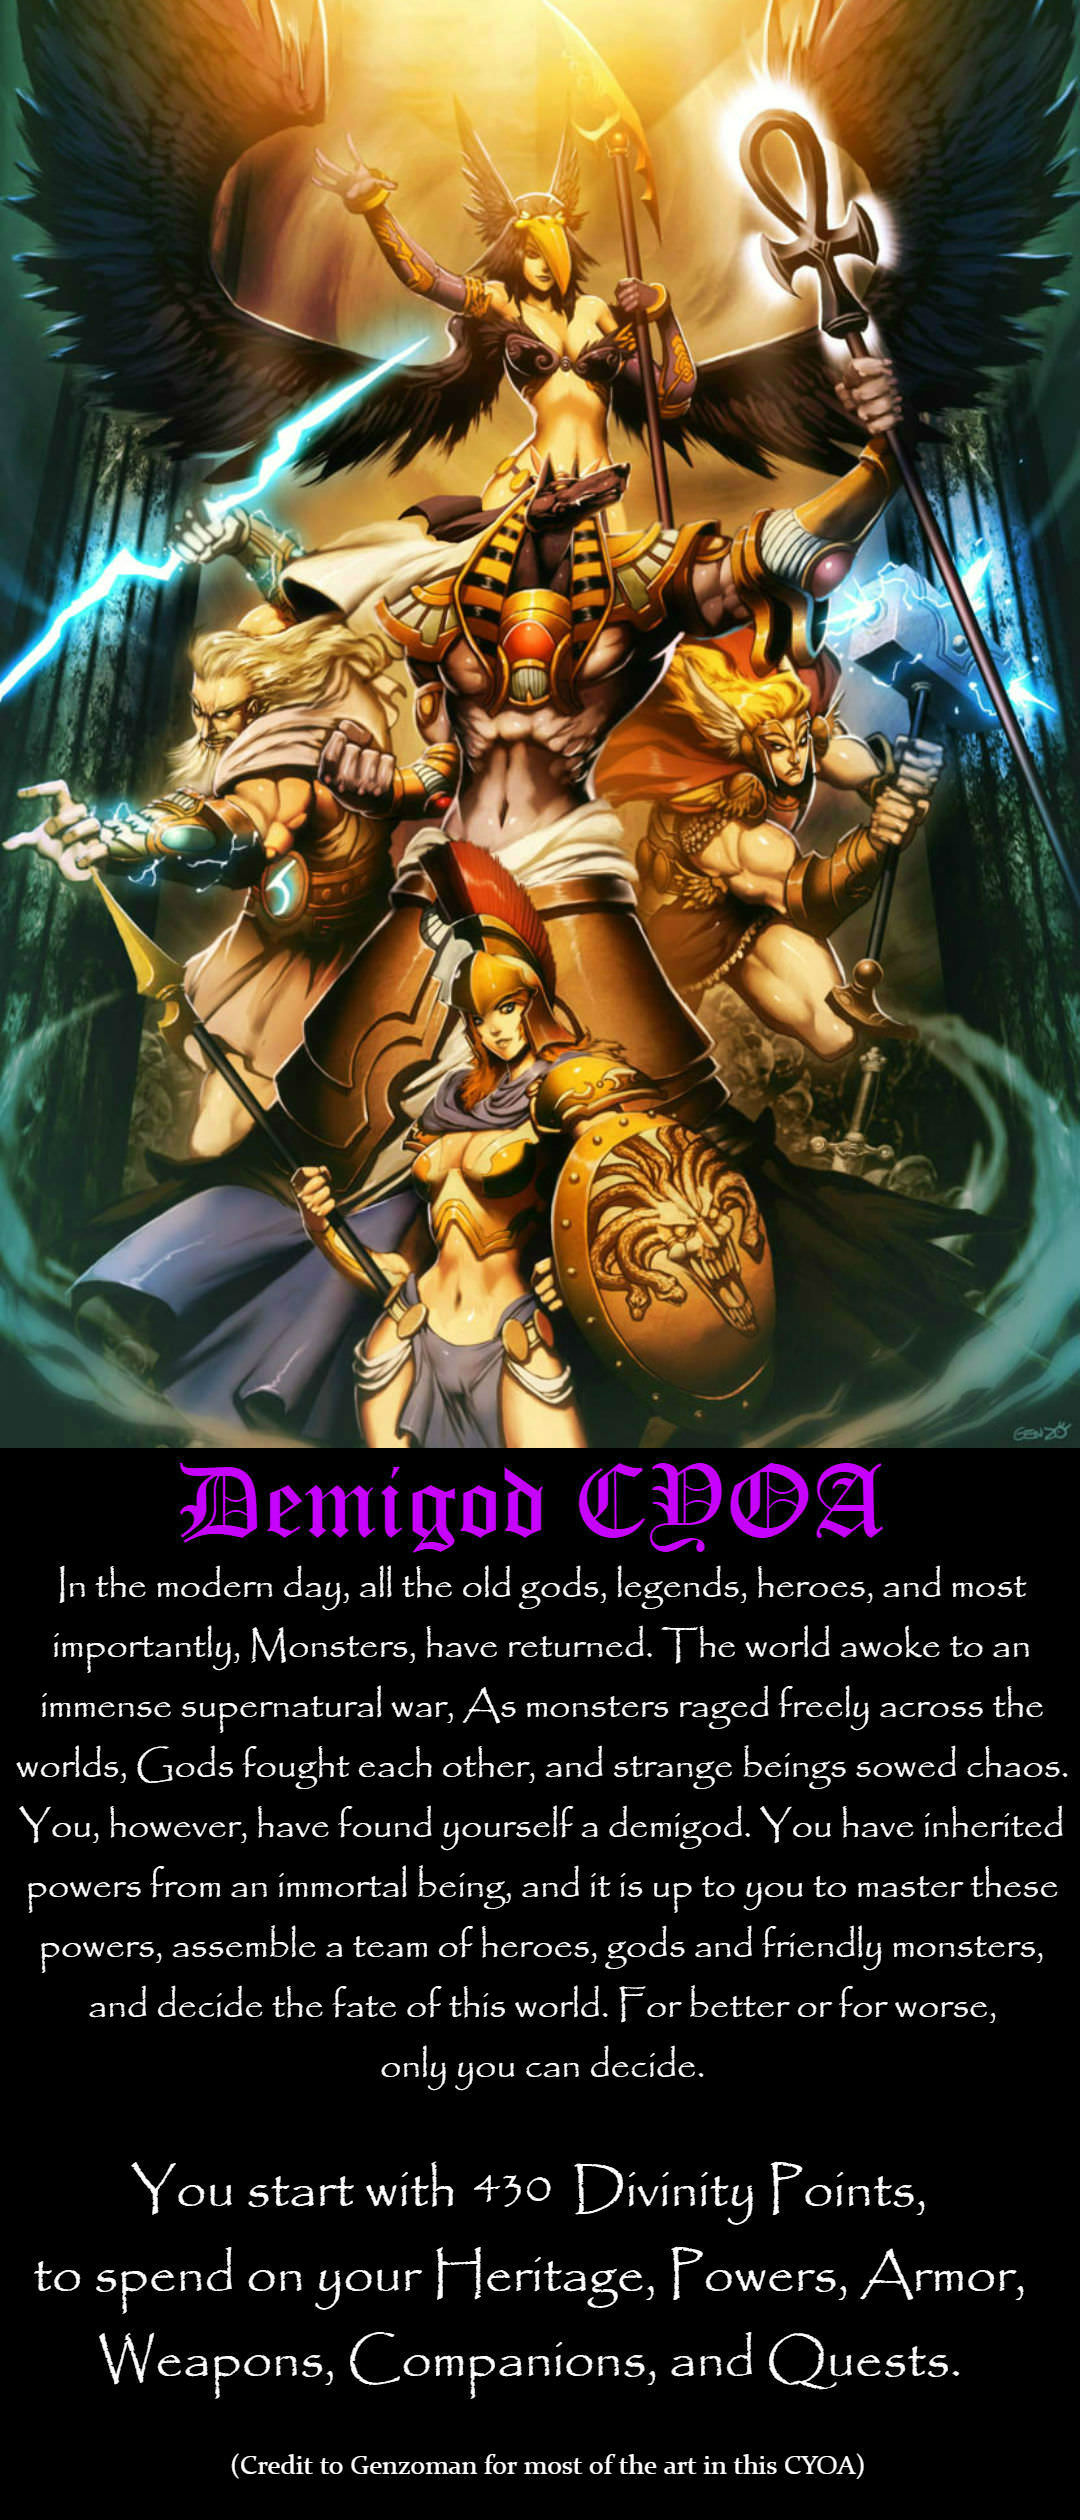 GENZO
Demigod CYOA
In the modern day, all the old gods, legends, heroes, and most
importantly, Monsters, have returned. The world awoke to an
immense supernatural war, As monsters raged freely across the
worlds, Gods fought each other, and strange beings sowed chaos.
You, however, have found yourself a demigod. You have inherited
powers from an immortal being, and it is up to you to master these
powers, assemble a team of heroes, gods and friendly monsters,
and decide the fate of this world. For better or for worse,
only you can decide.
You start with 430 Divinity Points,
to spend on your Heritage, Powers, Armor,
Weapons, Companions, and Quests.
(Credit to Genzoman for most of the art in this CYOA)